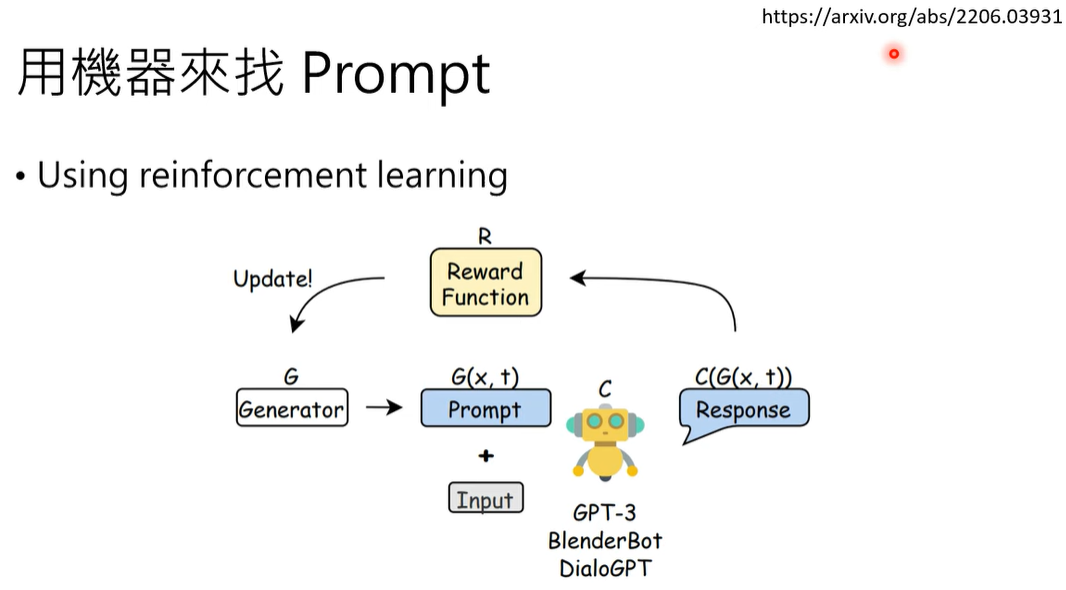 https://arxiv.org/abs/2206.03931
用機器來找 Prompt
• Using reinforcement learning
R
Reward
Function
Update!
G
Generator
G(x, t)
Prompt
+
Input
C
GPT-3
BlenderBot
DialoGPT
C(G(x, t))
Response